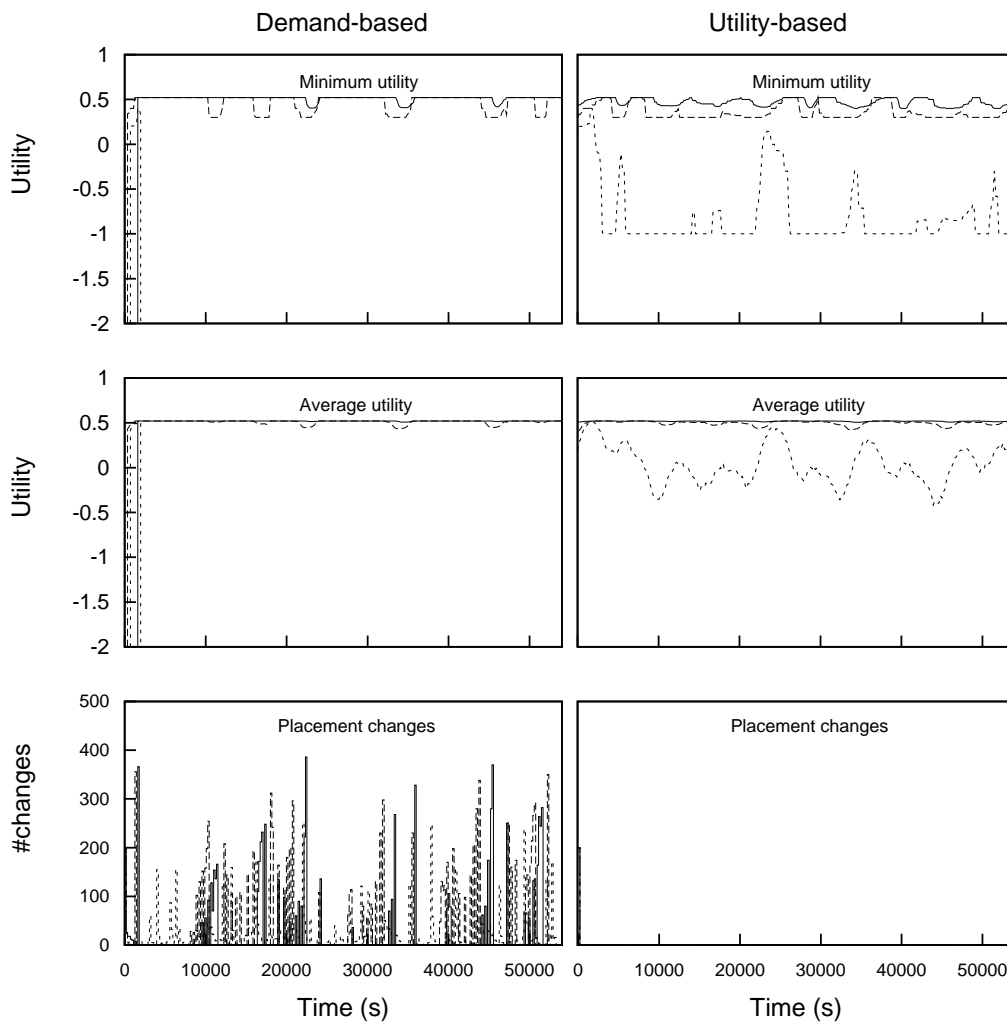 Demand-based Utility-based
1
Minimum utility Minimum utility
0.5
0
Utility
-0.5
-1
-1.5
-2
1
Average utility Average utility
0.5
0
Utility
-0.5
-1
-1.5
-2
500
Placement changes Placement changes
400
300
#changes
200
100
0
0 10000 20000 30000 40000 50000 0 10000 20000 30000 40000 50000
Time (s) Time (s)